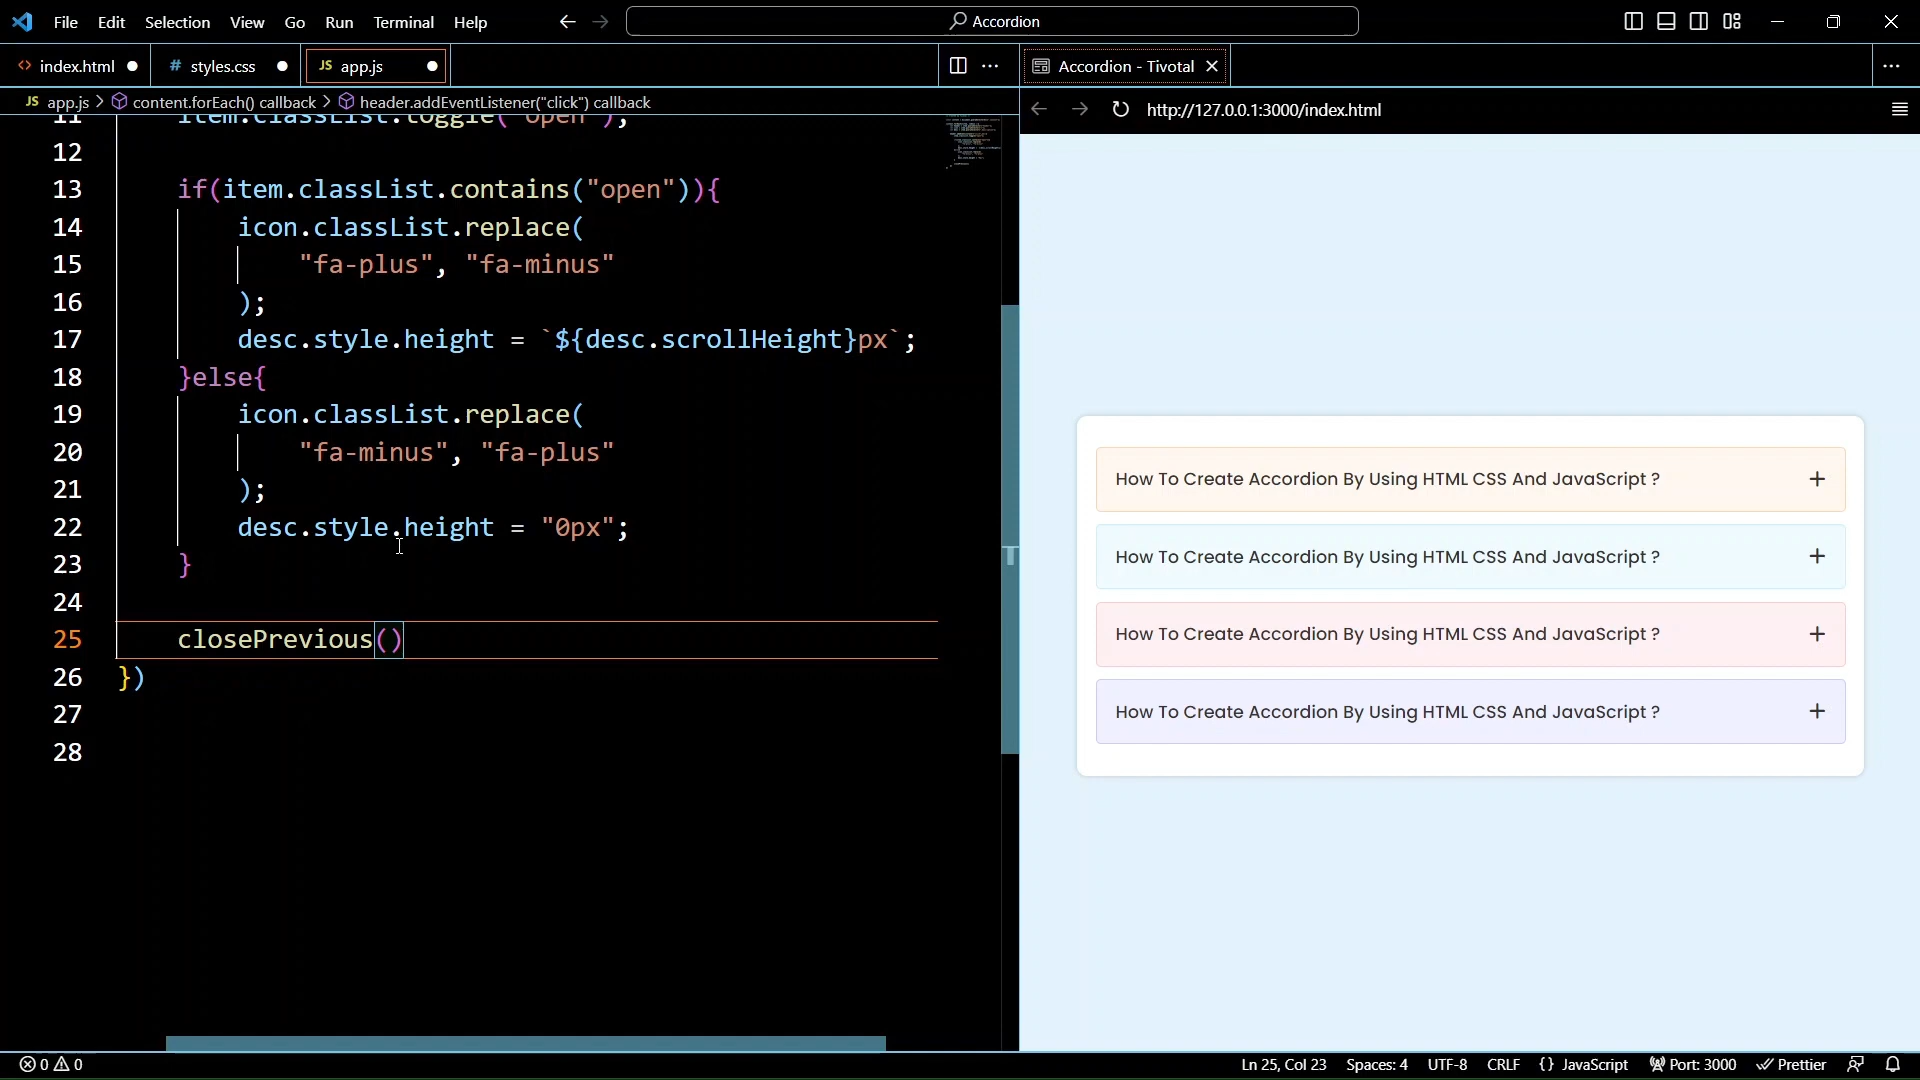 File Edit Selection View Go Run Terminal Help
Accordion
index.html
# styles.css
JS app.js
Accordion - Tivotal
JS app.js > content.forEach() callback > header.addEventListener("click") callback
http://127.0.0.1:3000/index.html
11 item.classList.toggle("open");
12
13 if(item.classList.contains("open")){
14 icon.classList.replace(
15 "fa-plus", "fa-minus"
16 );
17 desc.style.height = `${desc.scrollHeight}px`;
18 }else{
19 icon.classList.replace(
20 "fa-minus", "fa-plus"
21 );
22 desc.style.height = "0px";
23 }
24
25 closePrevious()
26 })
27
28
How To Create Accordion By Using HTML CSS And JavaScript ? +
How To Create Accordion By Using HTML CSS And JavaScript ? +
How To Create Accordion By Using HTML CSS And JavaScript ? +
How To Create Accordion By Using HTML CSS And JavaScript ? +
0 0
Ln 25, Col 23 Spaces: 4 UTF-8 CRLF {} JavaScript Port: 3000 Prettier